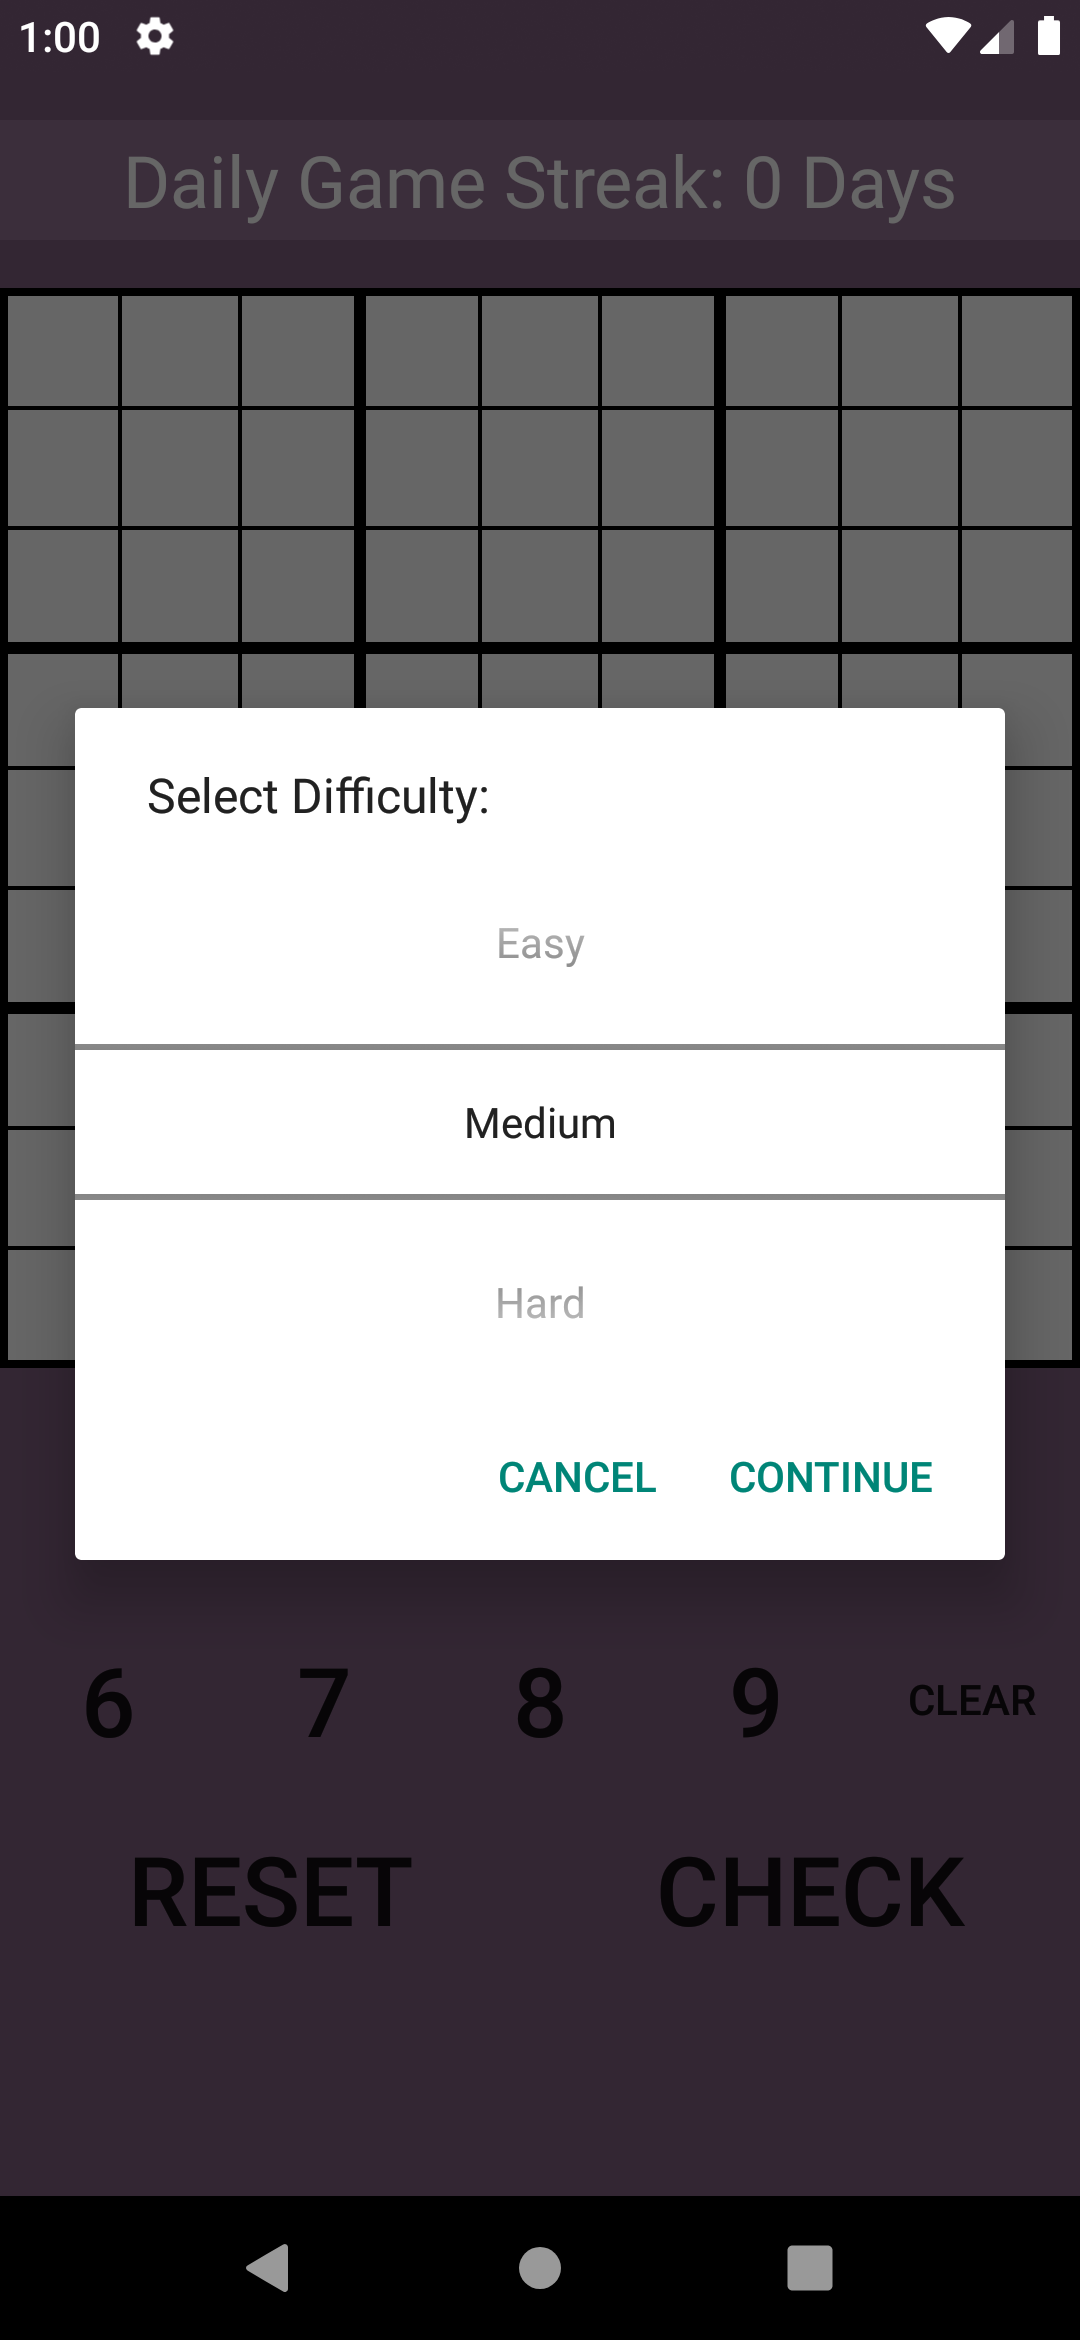 1:00
Daily Game Streak: 0 Days
Select Difficulty:
Easy
Medium
Hard
CANCEL CONTINUE
6 7 8 9 CLEAR
RESET CHECK